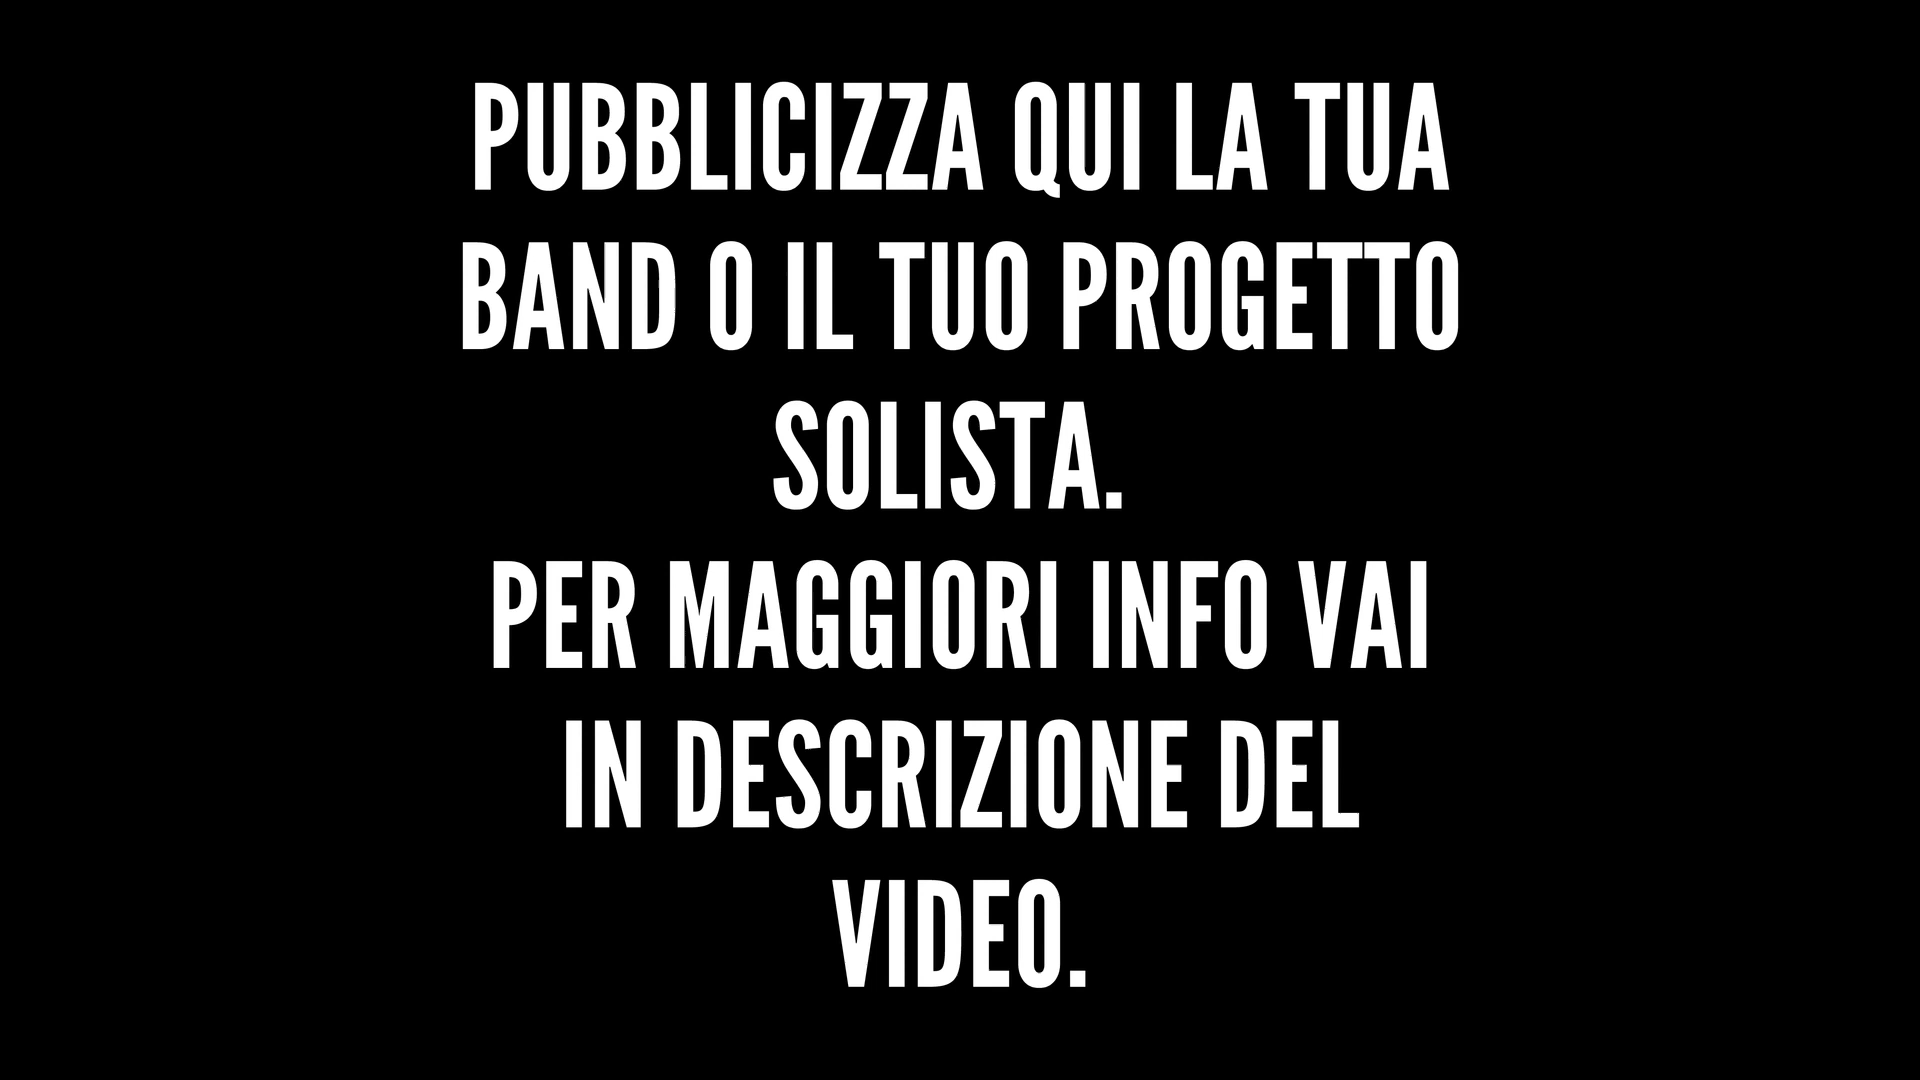 PUBBLICIZZA QUI LA TUA
BAND O IL TUO PROGETTO
SOLISTA.
PER MAGGIORI INFO VAI
IN DESCRIZIONE DEL
VIDEO.